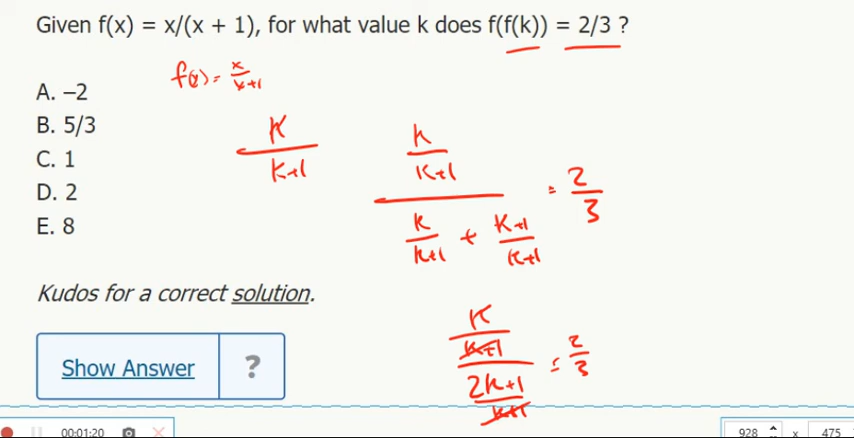 Given f(x) = x/(x + 1), for what value k does f(f(k)) = 2/3 ?
f(x) = x/(x+1)
A. –2
B. 5/3
C. 1
D. 2
E. 8
K/(K+1)
(K/(K+1))/(K/(K+1) + (K+1)/(K+1)) = 2/3
Kudos for a correct solution.
(K/(K+1))/((2K+1)/(K+1)) = 2/3
Show Answer ?
00:01:20
928 x 475